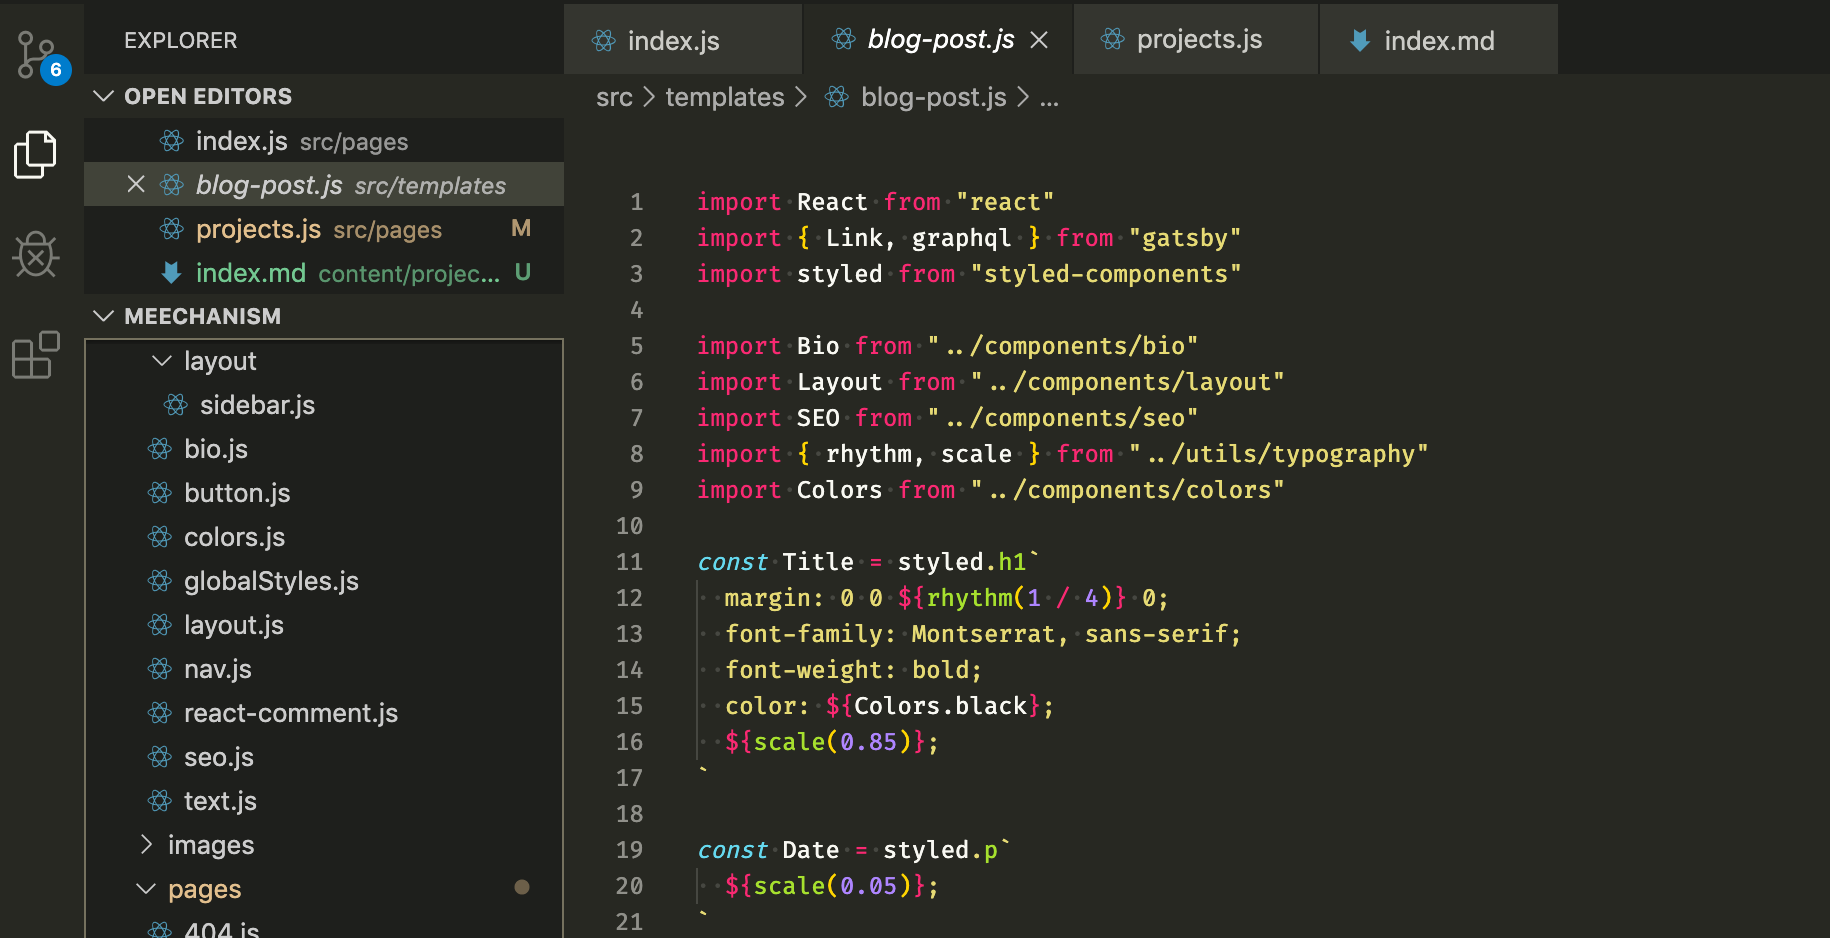 6
EXPLORER
OPEN EDITORS
index.js src/pages
blog-post.js src/templates
projects.js src/pages M
index.md content/projec... U
MEECHANISM
layout
sidebar.js
bio.js
button.js
colors.js
globalStyles.js
layout.js
nav.js
react-comment.js
seo.js
text.js
images
pages
404.js
index.js
blog-post.js
projects.js
index.md
src > templates > blog-post.js > ...
1 import React from "react"
2 import { Link, graphql } from "gatsby"
3 import styled from "styled-components"
4
5 import Bio from "../components/bio"
6 import Layout from "../components/layout"
7 import SEO from "../components/seo"
8 import { rhythm, scale } from "../utils/typography"
9 import Colors from "../components/colors"
10
11 const Title = styled.h1`
12   margin: 0 0 ${rhythm(1 / 4)} 0;
13   font-family: Montserrat, sans-serif;
14   font-weight: bold;
15   color: ${Colors.black};
16   ${scale(0.85)};
17 `
18
19 const Date = styled.p`
20   ${scale(0.05)};
21 `